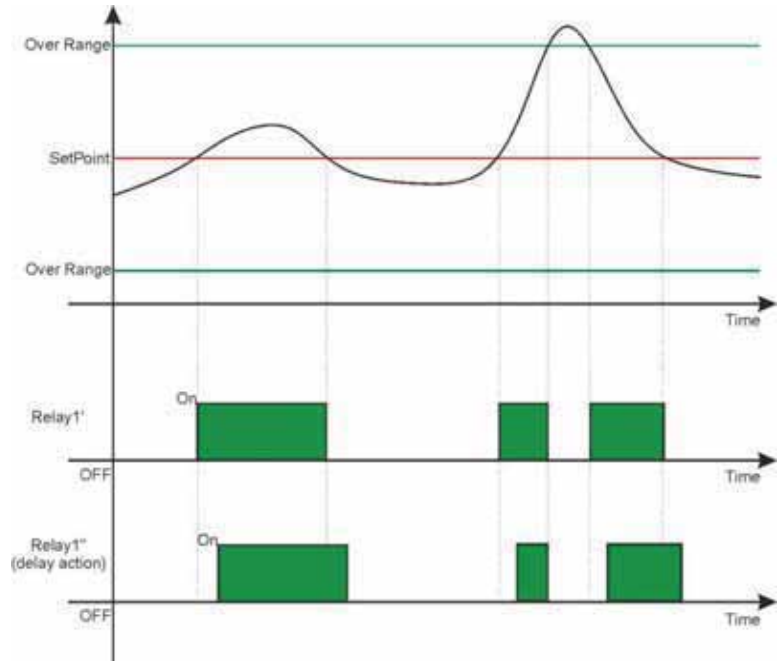 Over Range
SetPoint
Over Range
Time
On
Relay1'
OFF
Time
On
Relay1"
(delay action)
OFF
Time